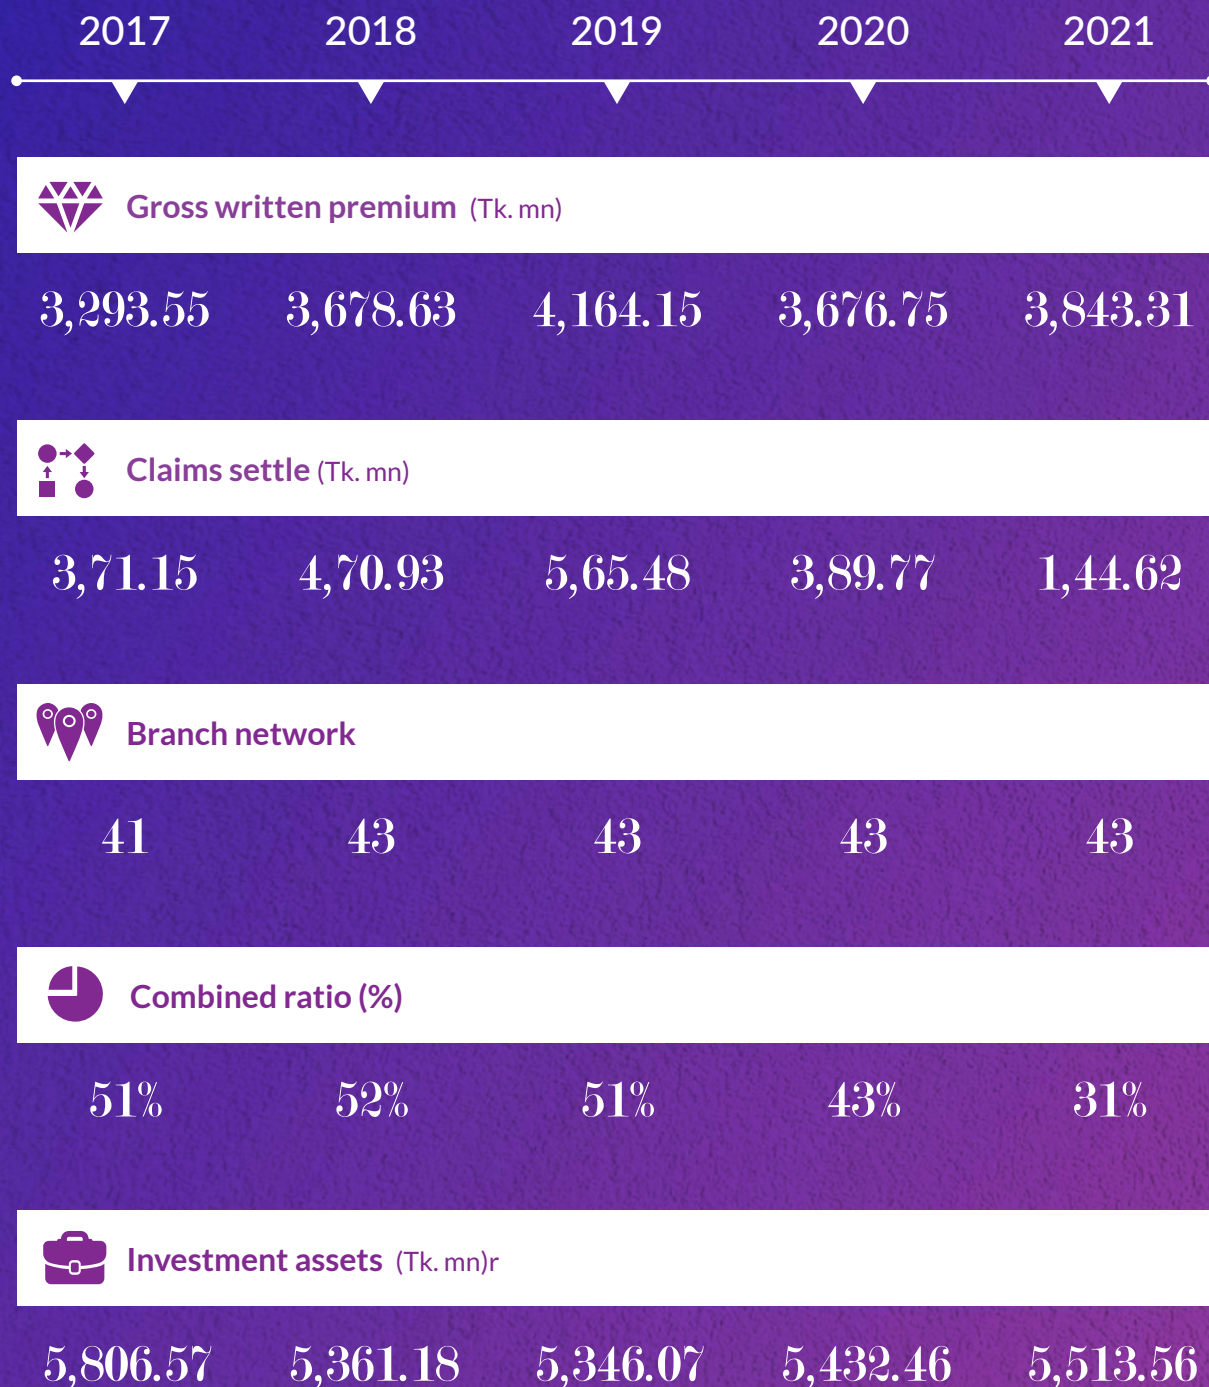 2017 2018 2019 2020 2021
Gross written premium (Tk. mn)
3,293.55 3,678.63 4,164.15 3,676.75 3,843.31
Claims settle (Tk. mn)
3,71.15 4,70.93 5,65.48 3,89.77 1,44.62
Branch network
41 43 43 43 43
Combined ratio (%)
51% 52% 51% 43% 31%
Investment assets (Tk. mn)r
5,806.57 5,361.18 5,346.07 5,432.46 5,513.56